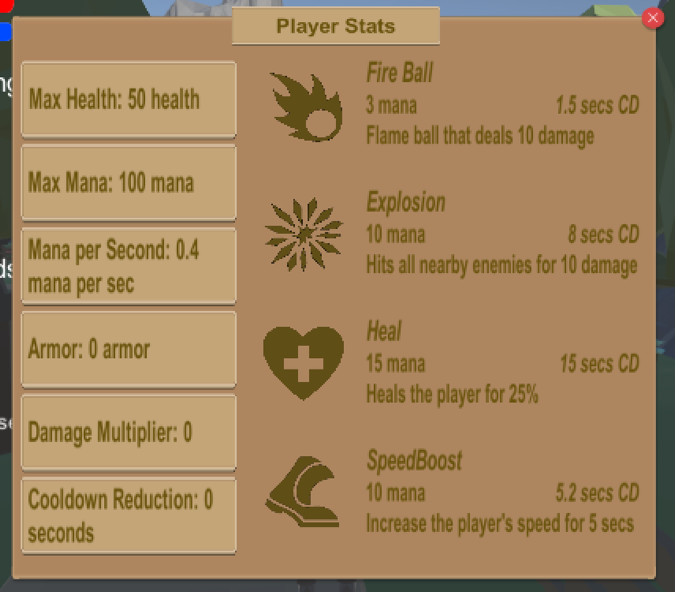 Player Stats
Max Health: 50 health
Max Mana: 100 mana
Mana per Second: 0.4
mana per sec
Armor: 0 armor
Damage Multiplier: 0
Cooldown Reduction: 0
seconds
Fire Ball
3 mana 1.5 secs CD
Flame ball that deals 10 damage
Explosion
10 mana 8 secs CD
Hits all nearby enemies for 10 damage
Heal
15 mana 15 secs CD
Heals the player for 25%
SpeedBoost
10 mana 5.2 secs CD
Increase the player's speed for 5 secs